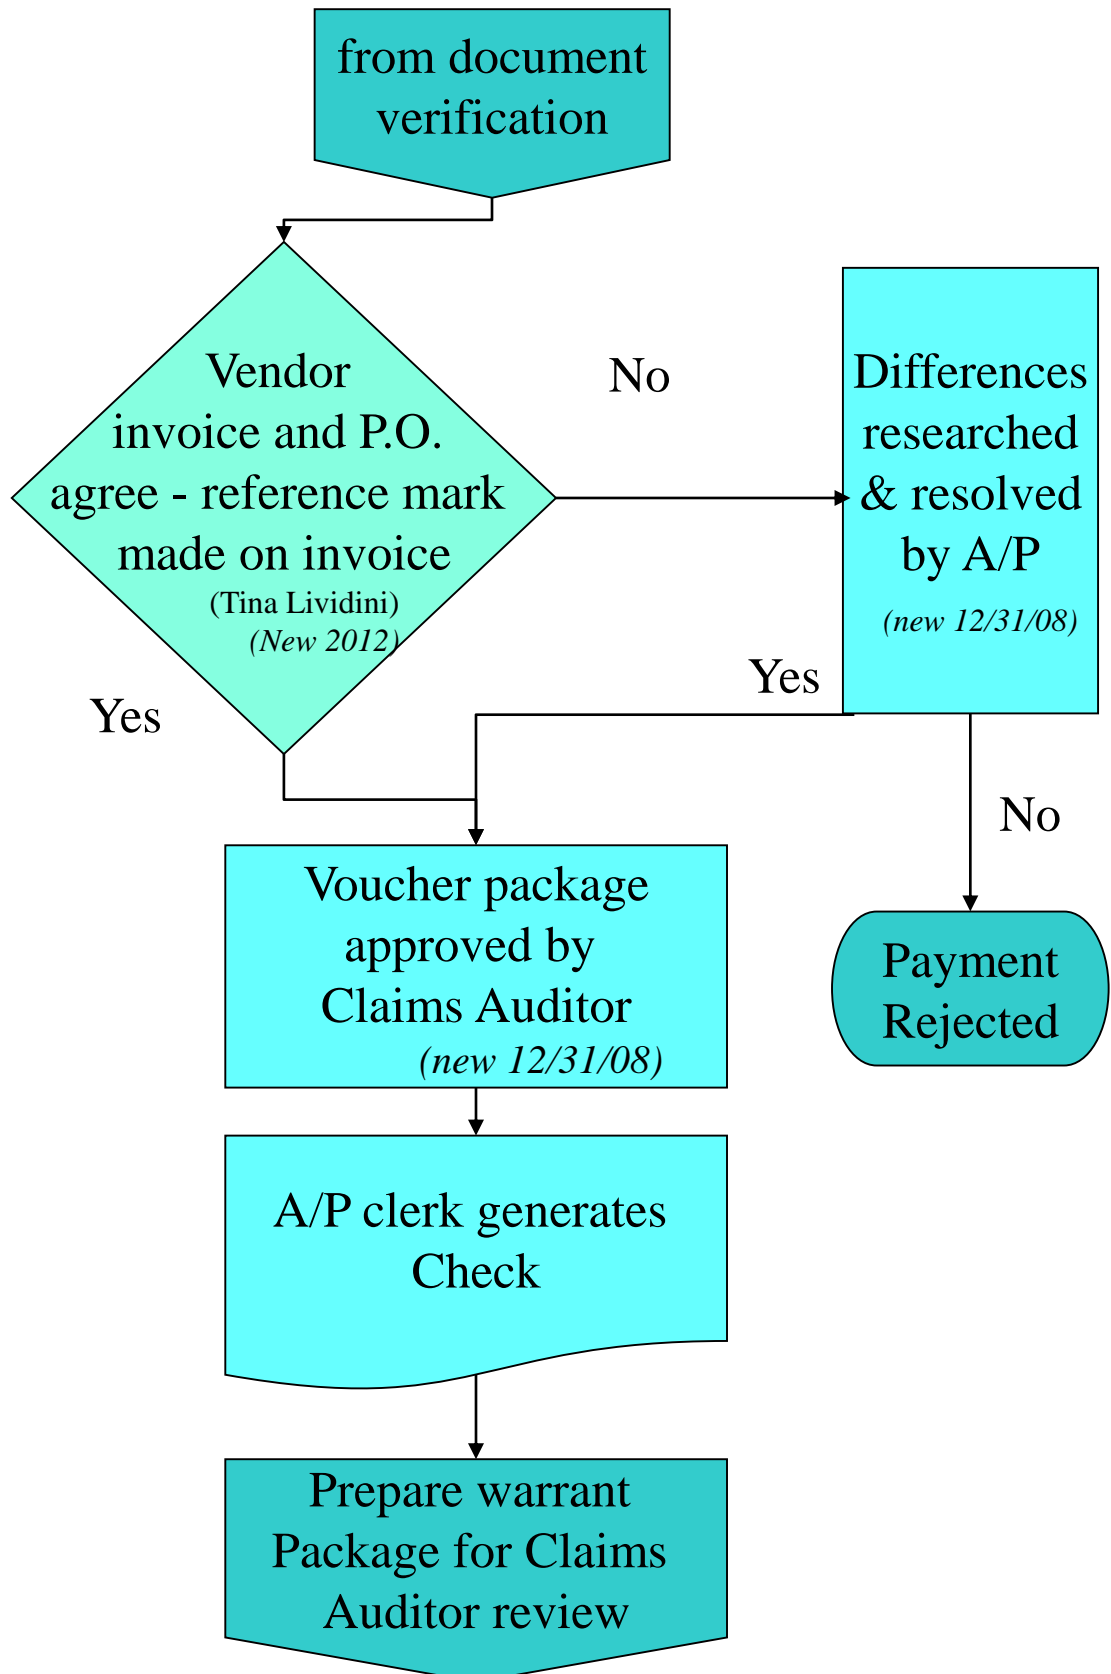 from document
verification
Vendor
invoice and P.O.
agree - reference mark
made on invoice
(Tina Lividini)
(New 2012)
No
Differences
researched
& resolved
by A/P
(new 12/31/08)
Yes
Yes
No
Voucher package
approved by
Claims Auditor
(new 12/31/08)
Payment
Rejected
A/P clerk generates
Check
Prepare warrant
Package for Claims
Auditor review